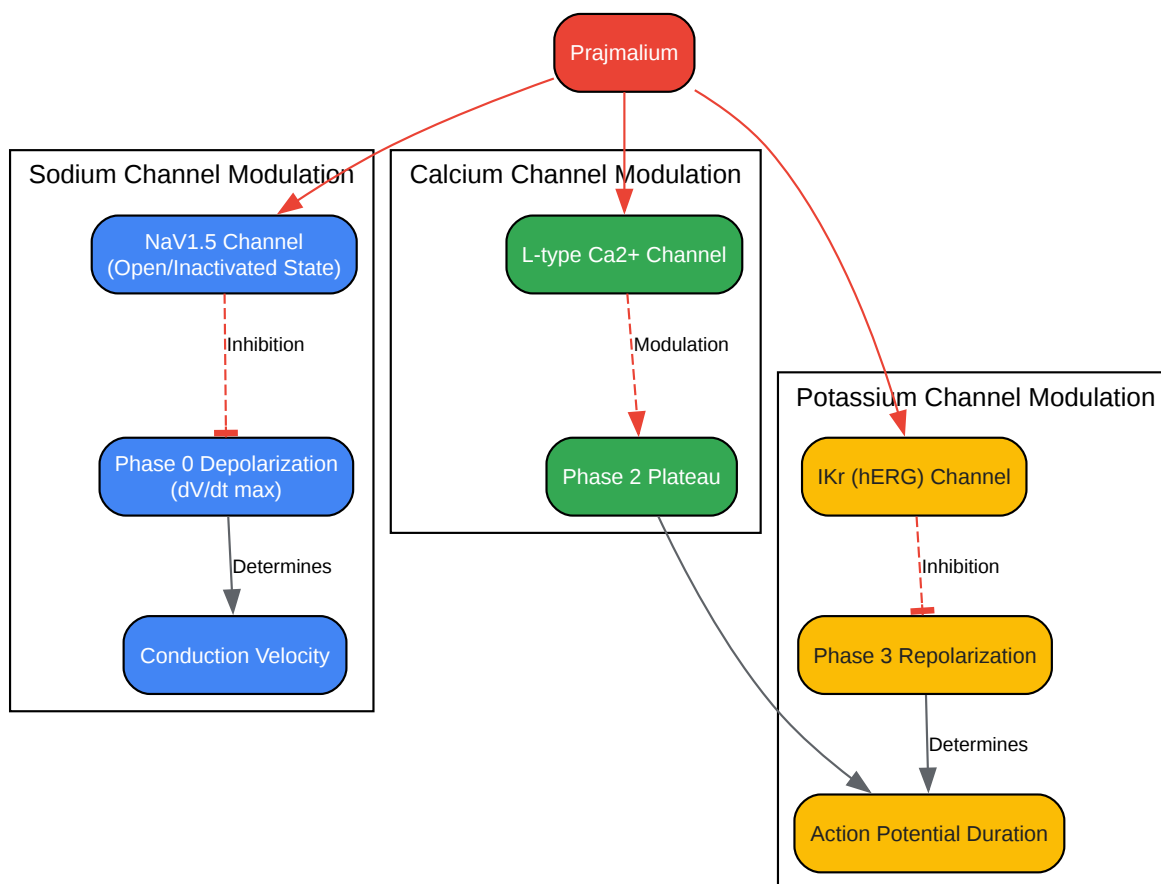 Prajmalium
Sodium Channel Modulation
NaV1.5 Channel
(Open/Inactivated State)
Inhibition
Phase 0 Depolarization
(dV/dt max)
Determines
Conduction Velocity
Calcium Channel Modulation
L-type Ca2+ Channel
Modulation
Phase 2 Plateau
Potassium Channel Modulation
IKr (hERG) Channel
Inhibition
Phase 3 Repolarization
Determines
Action Potential Duration